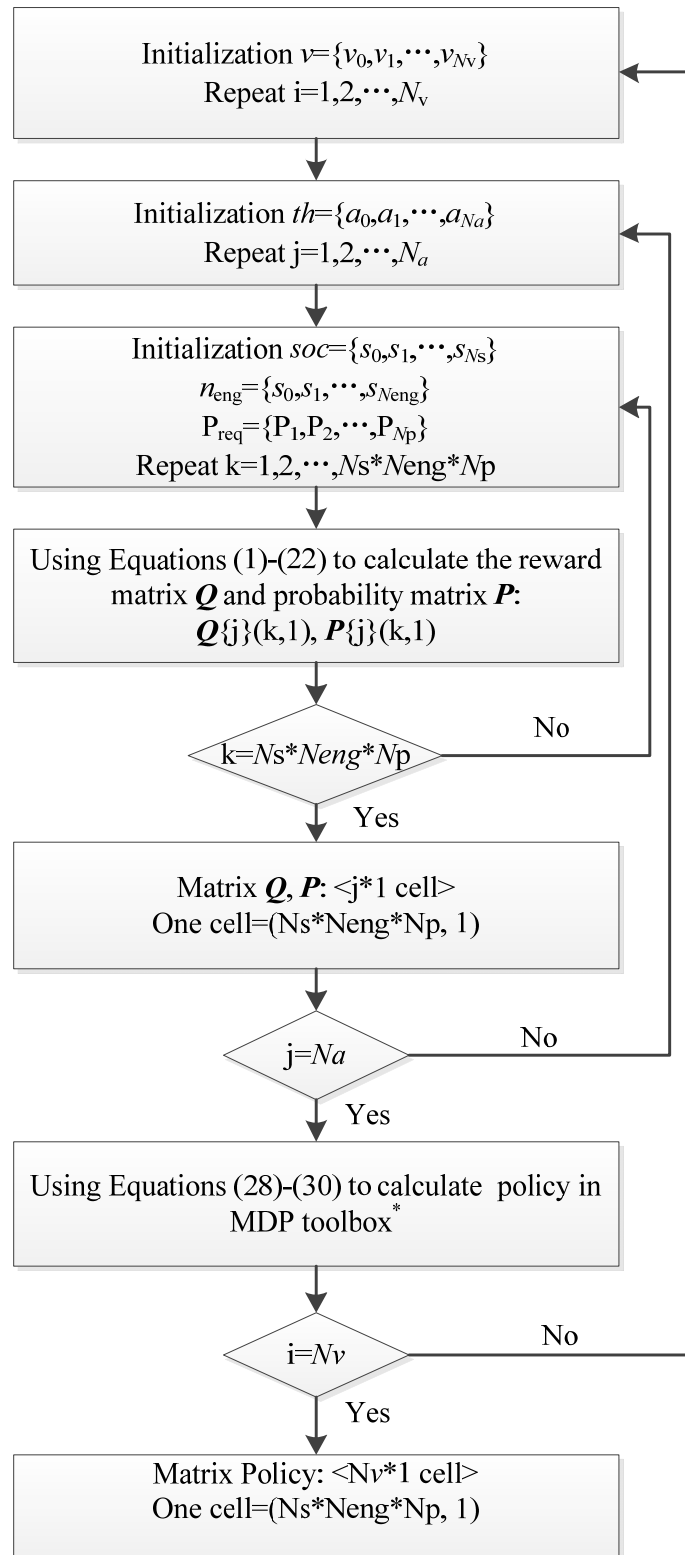 Initialization v={v0,v1,⋯,vNv}
Repeat i=1,2,⋯,Nv
Initialization th={a0,a1,⋯,aNa}
Repeat j=1,2,⋯,Na
Initialization soc={s0,s1,⋯,sNs}
neng={s0,s1,⋯,sNeng}
Preq={P1,P2,⋯,PNp}
Repeat k=1,2,⋯,Ns*Neng*Np
Using Equations (1)-(22) to calculate the reward
matrix Q and probability matrix P:
Q{j}(k,1), P{j}(k,1)
k=Ns*Neng*Np
No
Yes
Matrix Q, P: <j*1 cell>
One cell=(Ns*Neng*Np, 1)
j=Na
No
Yes
Using Equations (28)-(30) to calculate policy in
MDP toolbox*
i=Nv
No
Yes
Matrix Policy: <Nv*1 cell>
One cell=(Ns*Neng*Np, 1)